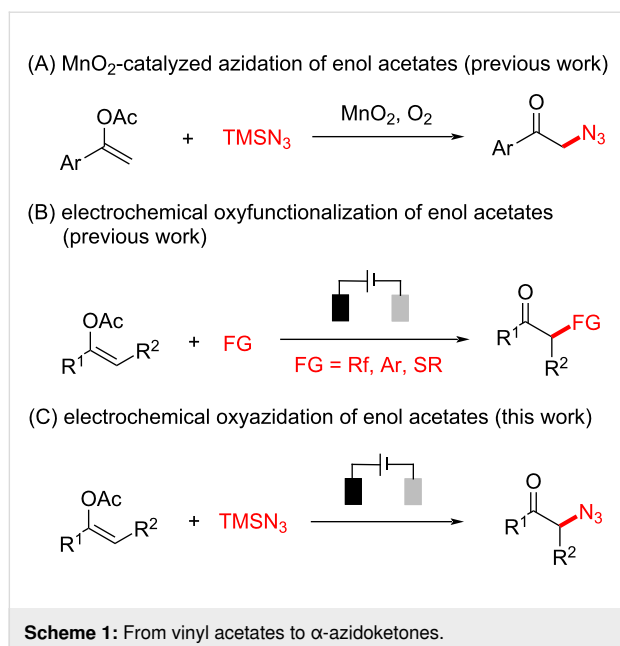 (A) MnO₂-catalyzed azidation of enol acetates (previous work)
OAc
Ar
+
TMSN₃
MnO₂, O₂
O
Ar
N₃
(B) electrochemical oxyfunctionalization of enol acetates
(previous work)
OAc
R¹
R²
+
FG
FG = Rf, Ar, SR
O
R¹
FG
R²
(C) electrochemical oxyazidation of enol acetates (this work)
OAc
R¹
R²
+
TMSN₃
O
R¹
N₃
R²
Scheme 1: From vinyl acetates to α-azidoketones.